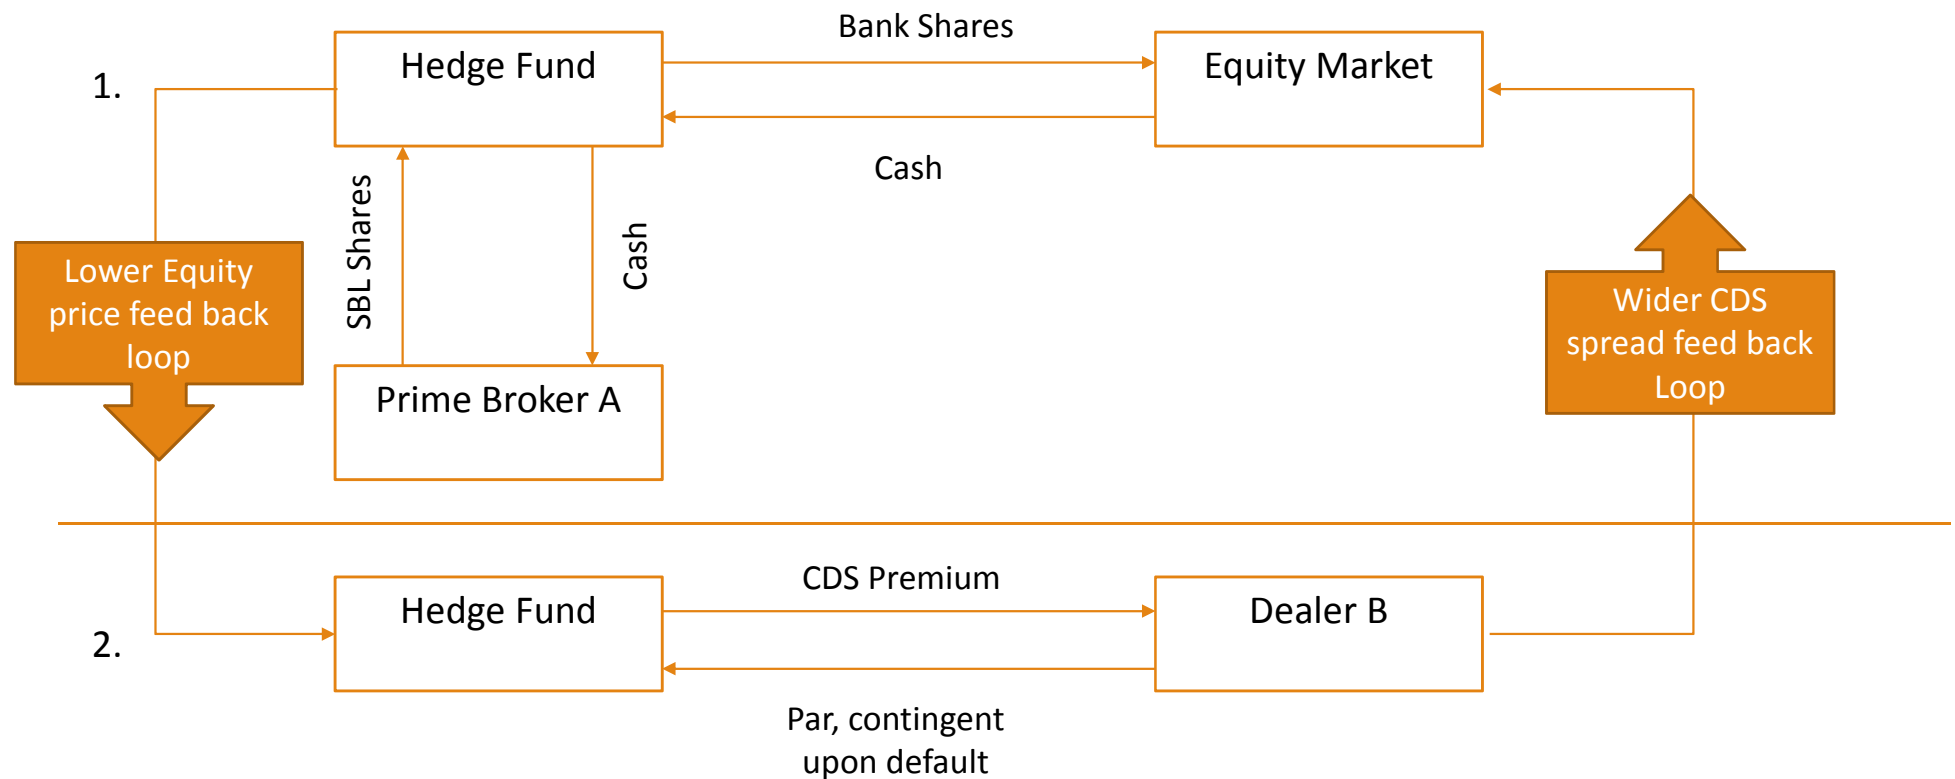 Bank Shares
1.
Hedge Fund
Equity Market
Cash
SBL Shares
Cash
Lower Equity
price feed back
loop
Wider CDS
spread feed back
Loop
Prime Broker A
CDS Premium
2.
Hedge Fund
Dealer B
Par, contingent
upon default